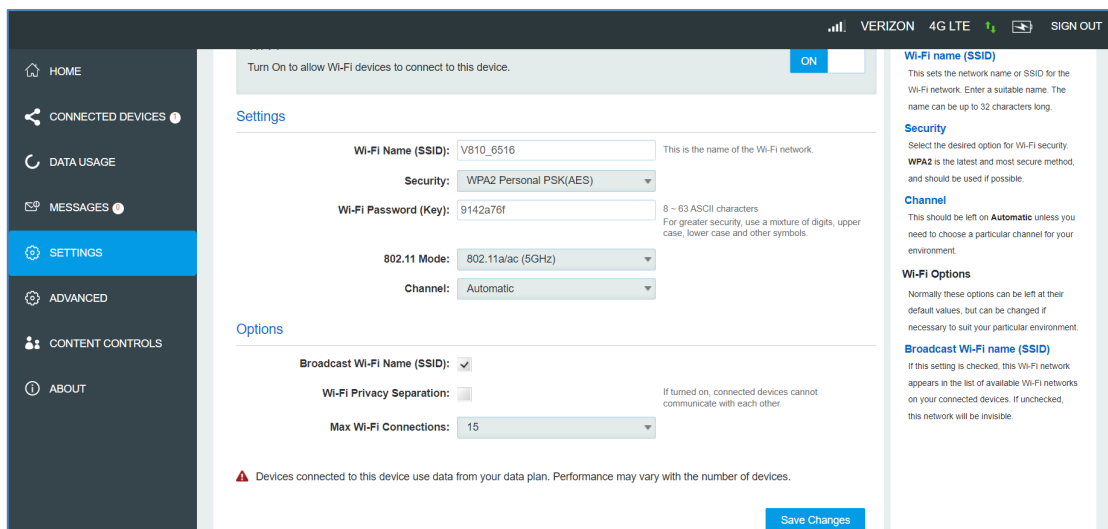 VERIZON 4G LTE SIGN OUT
HOME
CONNECTED DEVICES 1
DATA USAGE
MESSAGES
SETTINGS
ADVANCED
CONTENT CONTROLS
ABOUT
Turn On to allow Wi-Fi devices to connect to this device.
ON
Settings
Wi-Fi Name (SSID): V810_6516 This is the name of the Wi-Fi network.
Security: WPA2 Personal PSK(AES)
Wi-Fi Password (Key): 9142a76f 8 ~ 63 ASCII characters
For greater security, use a mixture of digits, upper
case, lower case and other symbols.
802.11 Mode: 802.11a/ac (5GHz)
Channel: Automatic
Options
Broadcast Wi-Fi Name (SSID):
Wi-Fi Privacy Separation: If turned on, connected devices cannot
communicate with each other.
Max Wi-Fi Connections: 15
Devices connected to this device use data from your data plan. Performance may vary with the number of devices.
Save Changes
Wi-Fi name (SSID)
This sets the network name or SSID for the
Wi-Fi network. Enter a suitable name. The
name can be up to 32 characters long.
Security
Select the desired option for Wi-Fi security.
WPA2 is the latest and most secure method,
and should be used if possible.
Channel
This should be left on Automatic unless you
need to choose a particular channel for your
environment.
Wi-Fi Options
Normally these options can be left at their
default values, but can be changed if
necessary to suit your particular environment.
Broadcast Wi-Fi name (SSID)
If this setting is checked, this Wi-Fi network
appears in the list of available Wi-Fi networks
on your connected devices. If unchecked,
this network will be invisible.